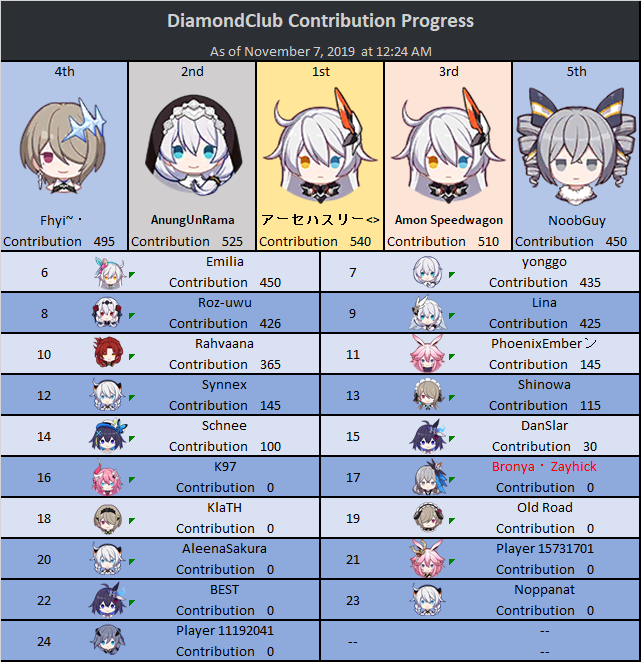 DiamondClub Contribution Progress
As of November 7, 2019 at 12:24 AM
4th 2nd 1st 3rd 5th
Fhyi~・ AnungUnRama アーセハスリー<> Amon Speedwagon NoobGuy
Contribution 495 Contribution 525 Contribution 540 Contribution 510 Contribution 450
6 Emilia 7 yonggo
Contribution 450 Contribution 435
8 Roz-uwu 9 Lina
Contribution 426 Contribution 425
10 Rahvaana 11 PhoenixEmberン
Contribution 365 Contribution 145
12 Synnex 13 Shinowa
Contribution 145 Contribution 115
14 Schnee 15 DanSlar
Contribution 100 Contribution 30
16 K97 17 Bronya・Zayhick
Contribution 0 Contribution 0
18 KlaTH 19 Old Road
Contribution 0 Contribution 0
20 AleenaSakura 21 Player 15731701
Contribution 0 Contribution 0
22 BEST 23 Noppanat
Contribution 0 Contribution 0
24 Player 11192041 -- --
Contribution 0 --